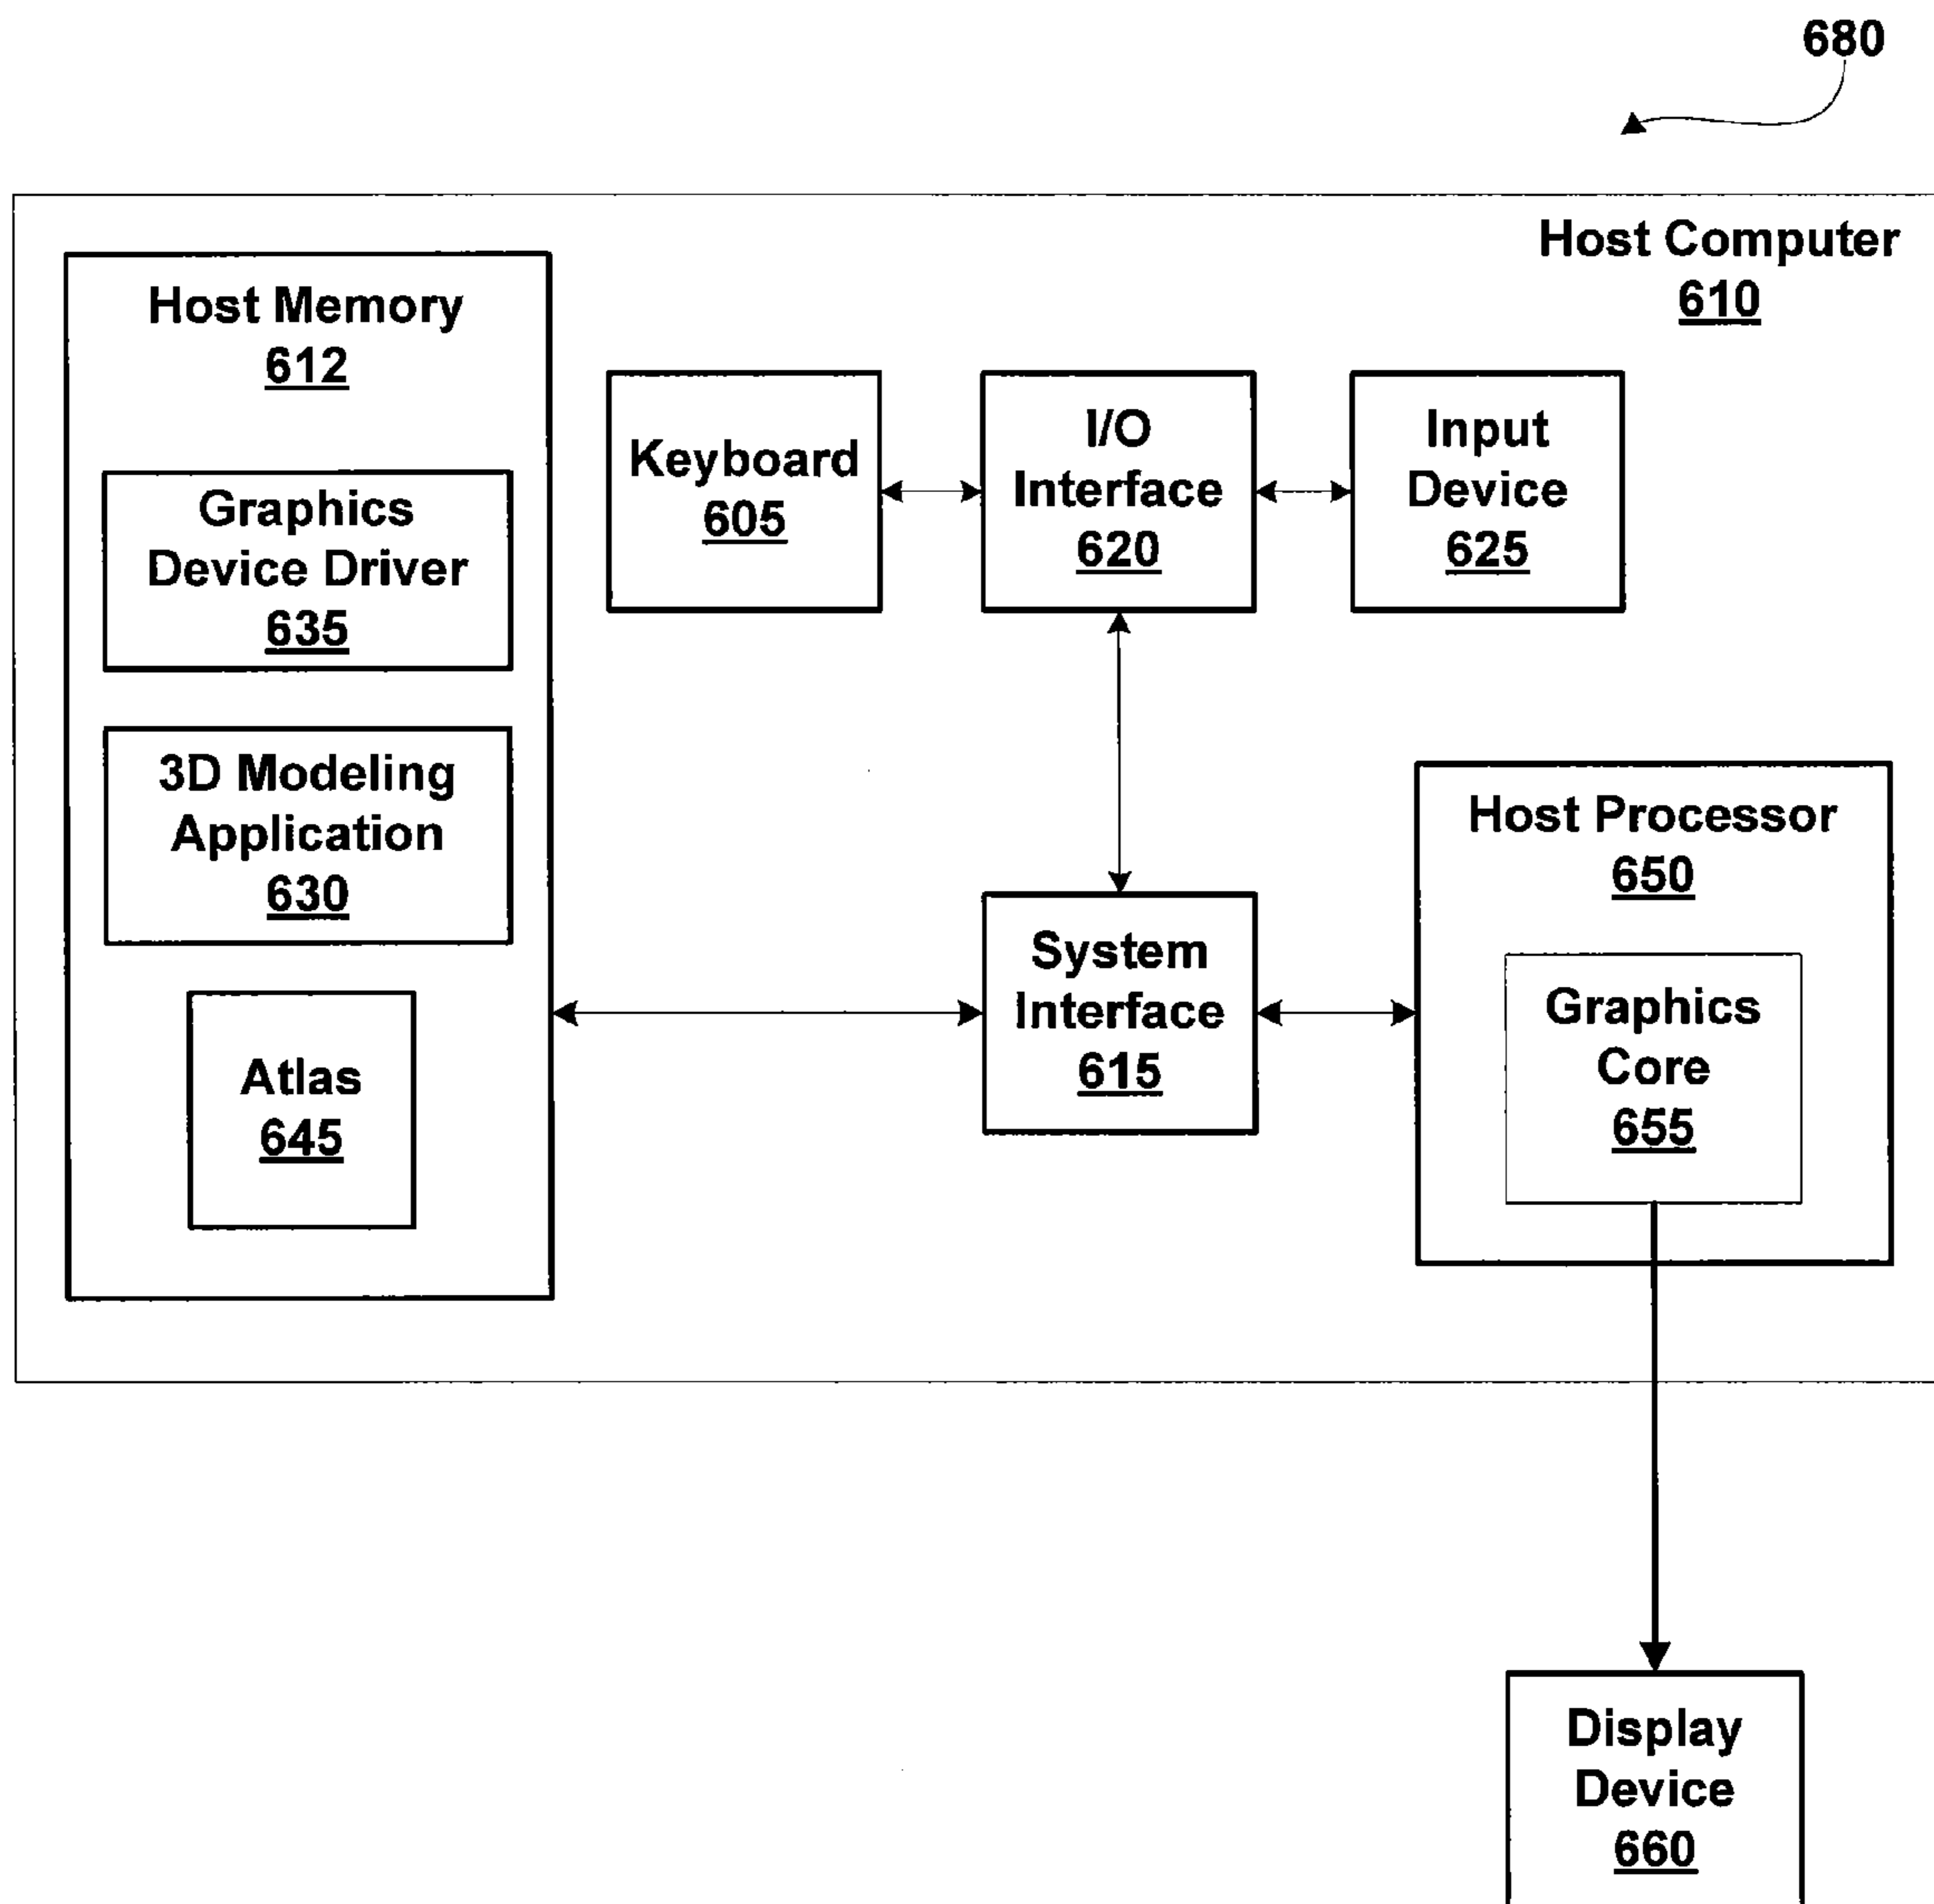 680
Host Computer
610
Host Memory
612
Graphics
Device Driver
635
3D Modeling
Application
630
Atlas
645
Keyboard
605
I/O
Interface
620
Input
Device
625
System
Interface
615
Host Processor
650
Graphics
Core
655
Display
Device
660